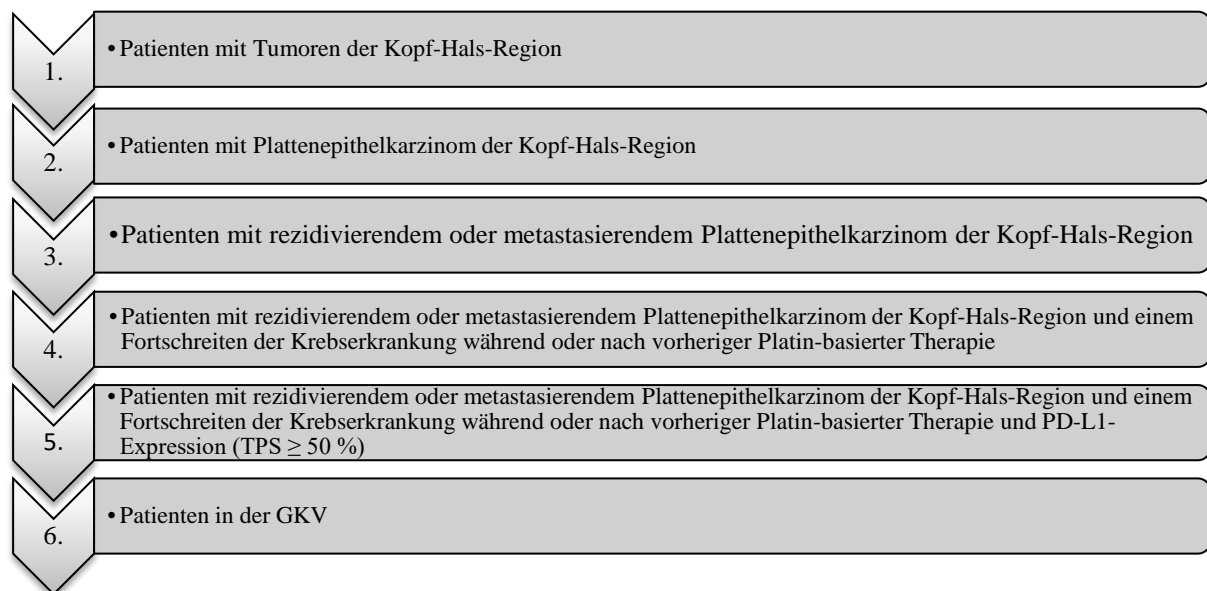 1.
• Patienten mit Tumoren der Kopf-Hals-Region
2.
• Patienten mit Plattenepithelkarzinom der Kopf-Hals-Region
3.
• Patienten mit rezidivierendem oder metastasierendem Plattenepithelkarzinom der Kopf-Hals-Region
4.
• Patienten mit rezidivierendem oder metastasierendem Plattenepithelkarzinom der Kopf-Hals-Region und einem
Fortschreiten der Krebserkrankung während oder nach vorheriger Platin-basierter Therapie
5.
• Patienten mit rezidivierendem oder metastasierendem Plattenepithelkarzinom der Kopf-Hals-Region und einem
Fortschreiten der Krebserkrankung während oder nach vorheriger Platin-basierter Therapie und PD-L1-
Expression (TPS ≥ 50 %)
6.
• Patienten in der GKV